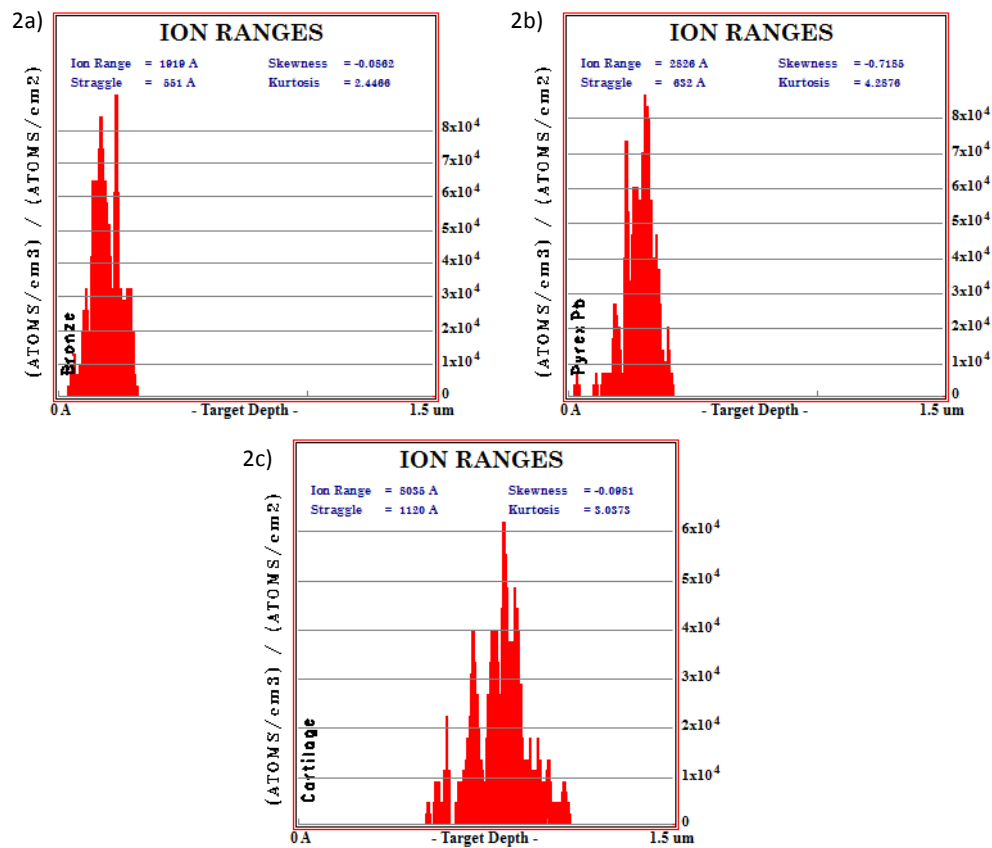 2a)
ION RANGES
Ion Range = 1919 A Skewness = -0.0562
Straggle = 551 A Kurtosis = 2.4466
(ATOMS/cm3) / (ATOMS/cm2)
8x10^4
7x10^4
6x10^4
5x10^4
4x10^4
3x10^4
2x10^4
1x10^4
0
Bronze
0 A - Target Depth - 1.5 um
2b)
ION RANGES
Ion Range = 2526 A Skewness = -0.7155
Straggle = 632 A Kurtosis = 4.2576
(ATOMS/cm3) / (ATOMS/cm2)
8x10^4
7x10^4
6x10^4
5x10^4
4x10^4
3x10^4
2x10^4
1x10^4
0
Pyrex Pb
0 A - Target Depth - 1.5 um
2c)
ION RANGES
Ion Range = 8035 A Skewness = -0.0951
Straggle = 1120 A Kurtosis = 3.0373
(ATOMS/cm3) / (ATOMS/cm2)
6x10^4
5x10^4
4x10^4
3x10^4
2x10^4
1x10^4
0
Cartilage
0 A - Target Depth - 1.5 um